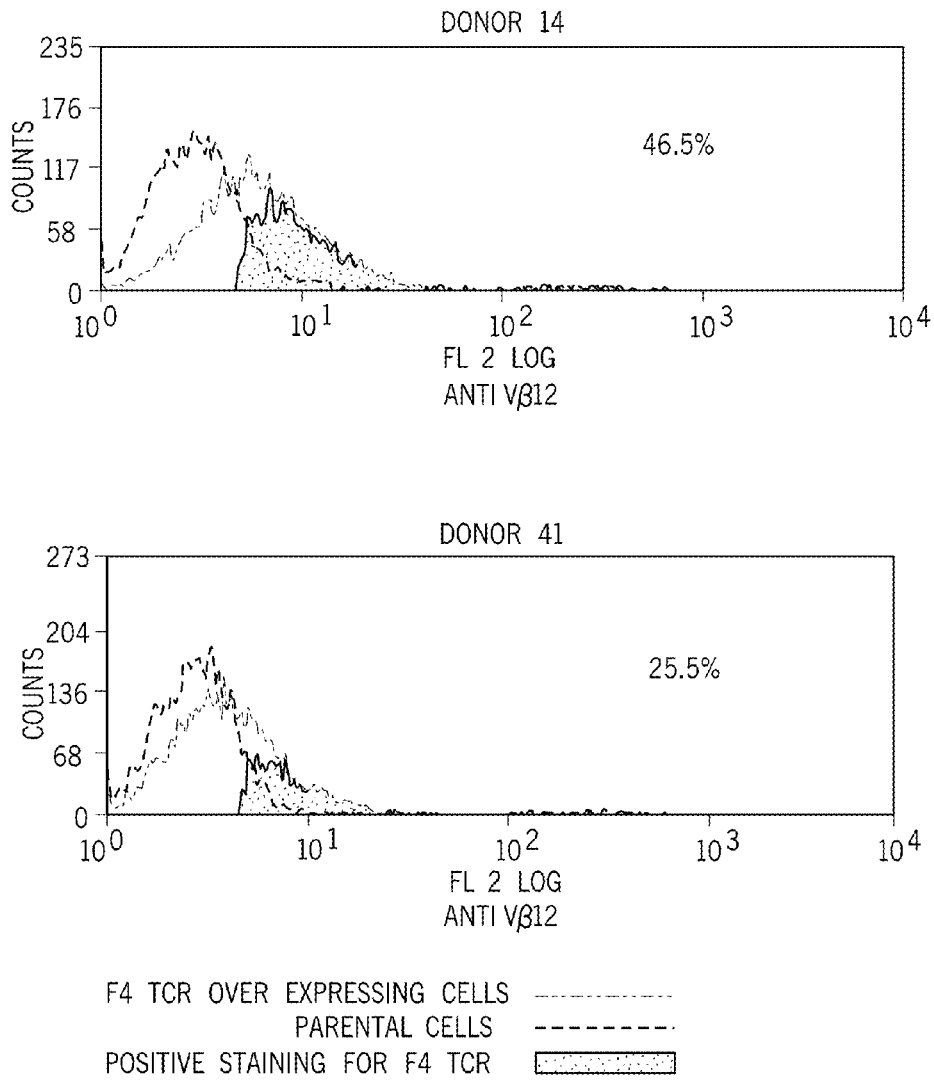 DONOR 14
235
176
117
58
0
COUNTS
46.5%
10^0 10^1 10^2 10^3 10^4
FL 2 LOG
ANTI Vβ12
DONOR 41
273
204
136
68
0
COUNTS
25.5%
10^0 10^1 10^2 10^3 10^4
FL 2 LOG
ANTI Vβ12
F4 TCR OVER EXPRESSING CELLS
PARENTAL CELLS
POSITIVE STAINING FOR F4 TCR